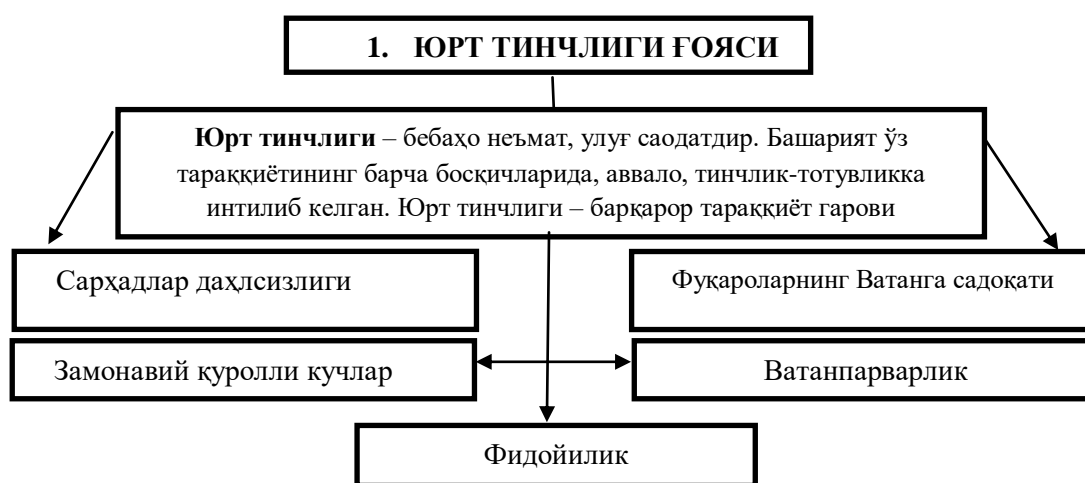 1. ЮРТ ТИНЧЛИГИ ҒОЯСИ
Юрт тинчлиги – бебаҳо неъмат, улуғ саодатдир. Башарият ўз
тараққиётининг барча босқичларида, аввало, тинчлик-тотувликка
интилиб келган. Юрт тинчлиги – барқарор тараққиёт гарови
Сарҳадлар даҳлсизлиги
Фуқароларнинг Ватанга садоқати
Замонавий қуролли кучлар
Ватанпарварлик
Фидойилик